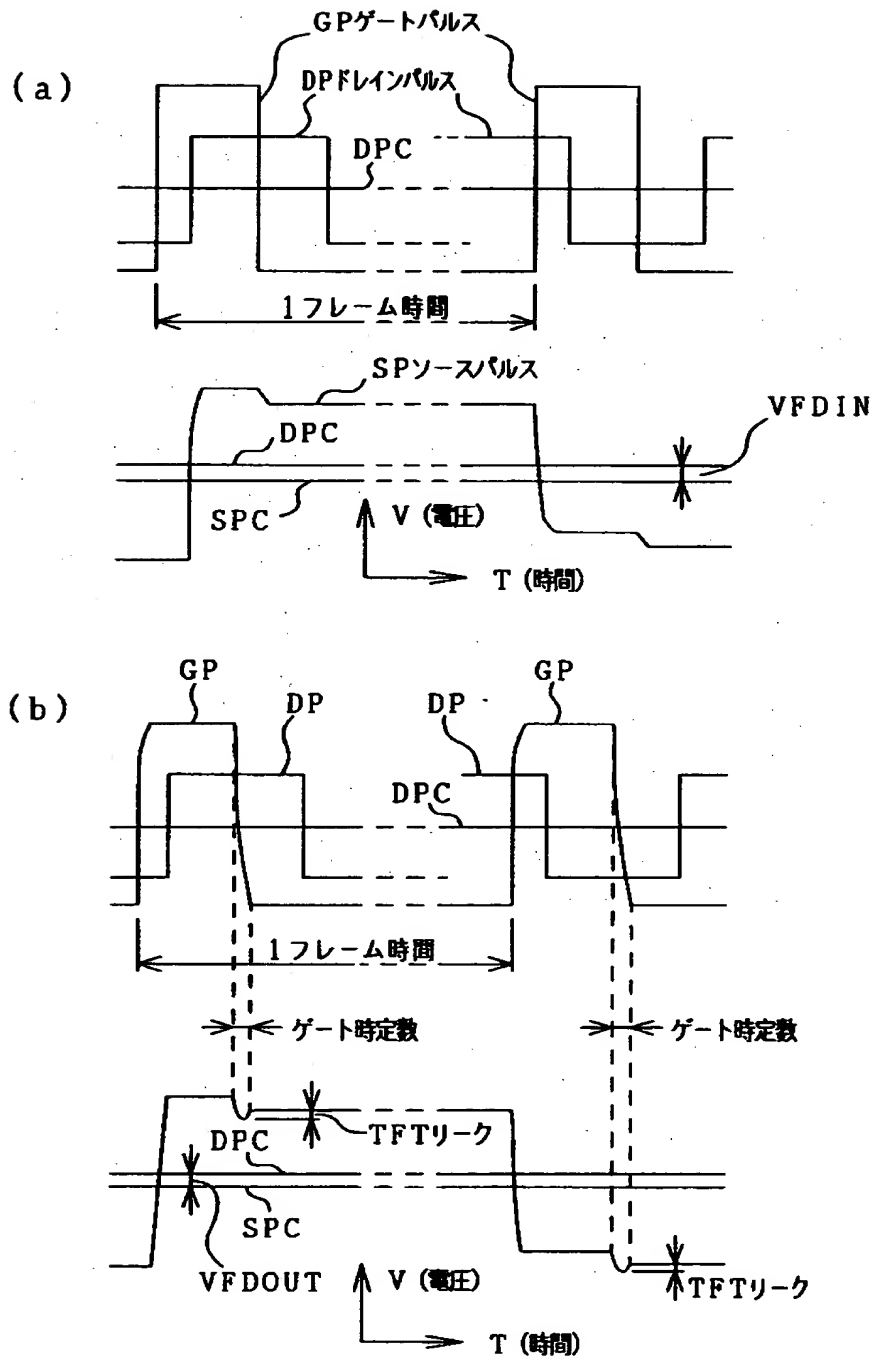 GPゲートパルス
(a)
DPドレインパルス
DPC
1フレーム時間
SPソースパルス
VFDIN
DPC
SPC
V(電圧)
T(時間)
(b)
GP
DP
DP
GP
DPC
1フレーム時間
ゲート時定数
ゲート時定数
TFTリーク
DPC
SPC
VFDOUT
V(電圧)
TFTリーク
T(時間)